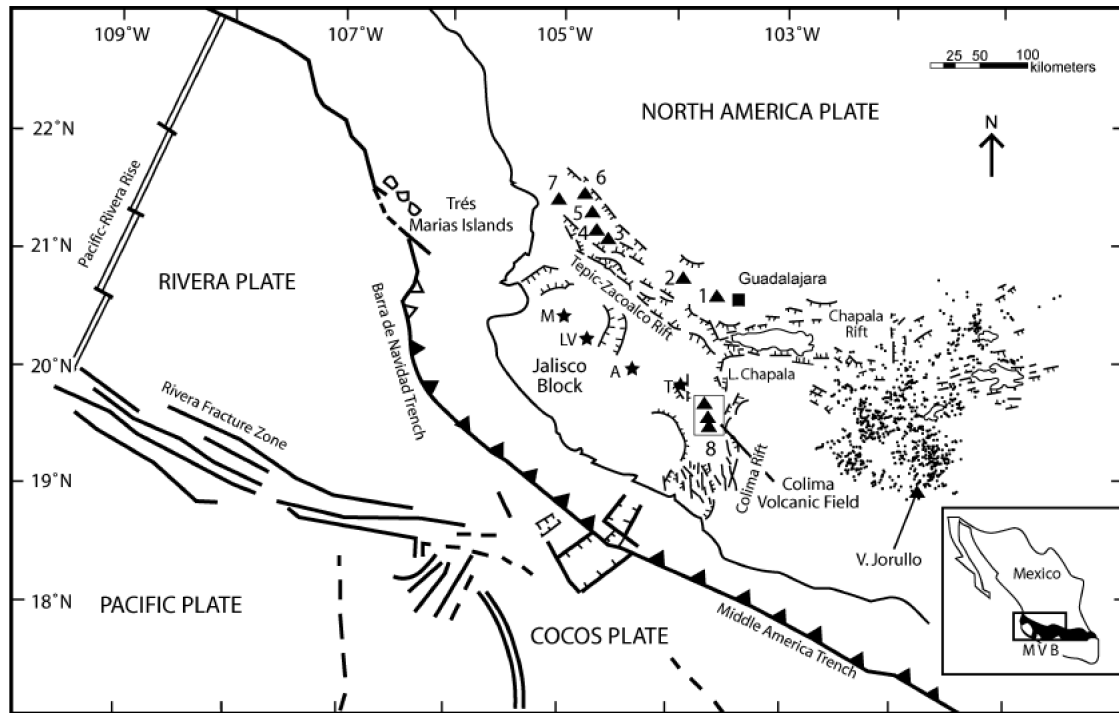 109°W
107°W
105°W
103°W
25 50 100
kilometers
NORTH AMERICA PLATE
N
22°N
21°N
20°N
19°N
18°N
Pacific-Rivera Rise
RIVERA PLATE
Trés
Marias Islands
7
6
5
4
3
2
1
Guadalajara
Tepic-Zacoalco Rift
Chapala
Rift
L. Chapala
Barra de Navidad Trench
M
LV
A
T
Jalisco
Block
8
Colima Rift
Colima
Volcanic Field
Rivera Fracture Zone
V. Jorullo
PACIFIC PLATE
COCOS PLATE
Middle America Trench
Mexico
M V B